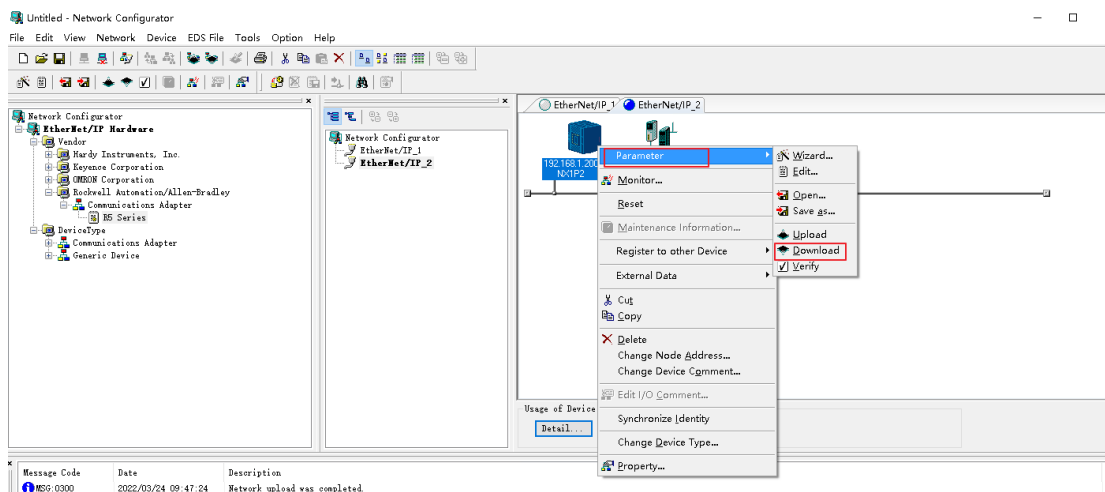 Untitled - Network Configurator
File Edit View Network Device EDS File Tools Option Help
Network Configurator
EtherNet/IP Hardware
Vendor
Hardy Instruments, Inc.
Keyence Corporation
OMRON Corporation
Rockwell Automation/Allen-Bradley
Communications Adapter
R5 Series
DeviceType
Communications Adapter
Generic Device
Network Configurator
EtherNet/IP_1
EtherNet/IP_2
EtherNet/IP_1 EtherNet/IP_2
192.168.1.200
NX1P2
Parameter
Monitor...
Reset
Maintenance Information...
Register to other Device
External Data
Cut
Copy
Delete
Change Node Address...
Change Device Comment...
Edit I/O Comment...
Synchronize Identity
Change Device Type...
Property...
Wizard...
Edit...
Open...
Save as...
Upload
Download
Verify
Usage of Device
Detail...
Message Code Date Description
MSG:0300 2022/03/24 09:47:24 Network upload was completed.